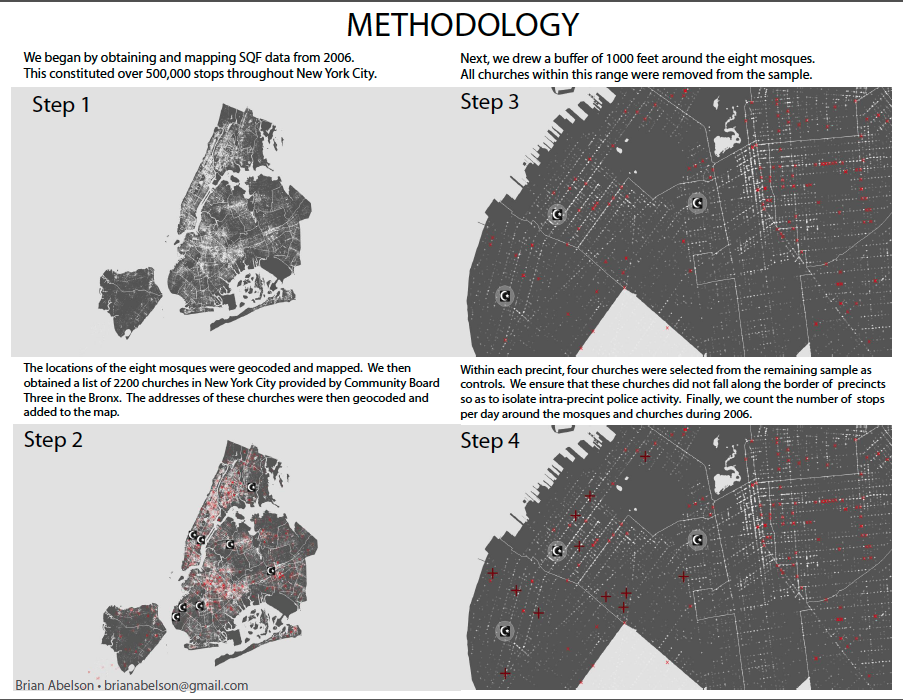 METHODOLOGY
We began by obtaining and mapping SQF data from 2006.
This constituted over 500,000 stops throughout New York City.
Step 1
Next, we drew a buffer of 1000 feet around the eight mosques.
All churches within this range were removed from the sample.
Step 3
The locations of the eight mosques were geocoded and mapped. We then
obtained a list of 2200 churches in New York City provided by Community Board
Three in the Bronx. The addresses of these churches were then geocoded and
added to the map.
Step 2
Within each precint, four churches were selected from the remaining sample as
controls. We ensure that these churches did not fall along the border of precincts
so as to isolate intra-precint police activity. Finally, we count the number of stops
per day around the mosques and churches during 2006.
Step 4
Brian Abelson • brianabelson@gmail.com